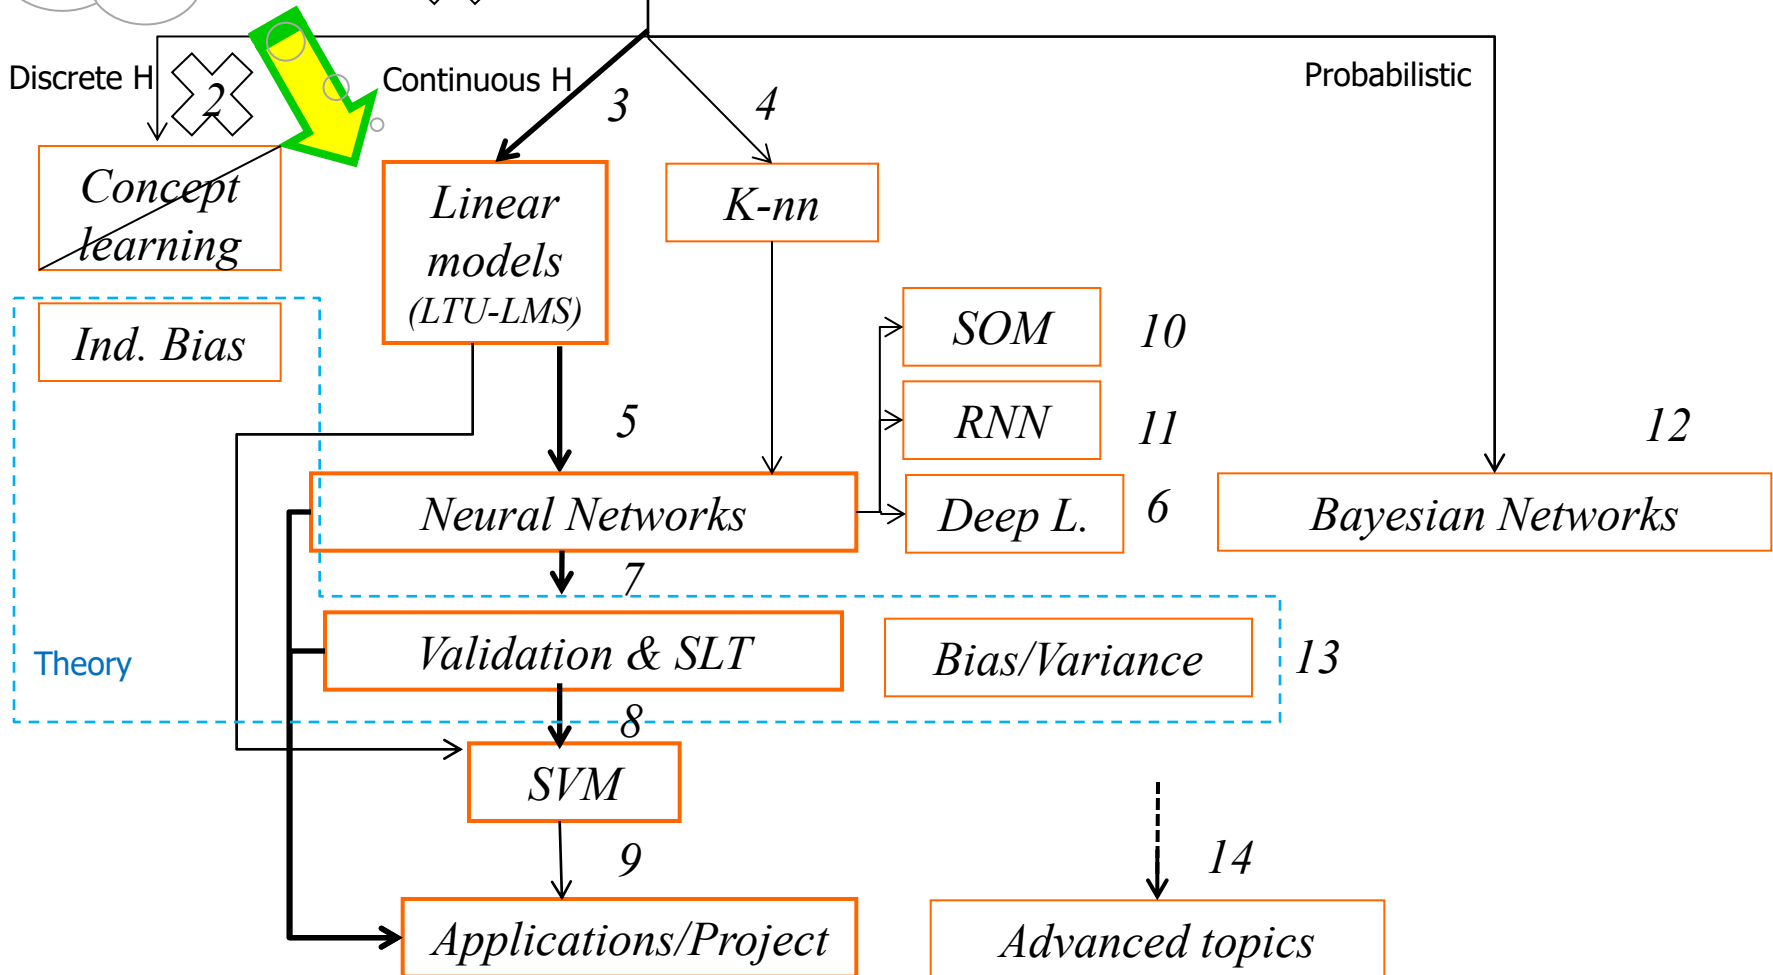 Discrete H
2
Continuous H
3
4
Probabilistic
Concept
learning
Linear
models
(LTU-LMS)
K-nn
Ind. Bias
SOM
10
RNN
11
5
12
Neural Networks
Deep L.
6
Bayesian Networks
7
Theory
Validation & SLT
Bias/Variance
13
8
SVM
9
14
Applications/Project
Advanced topics